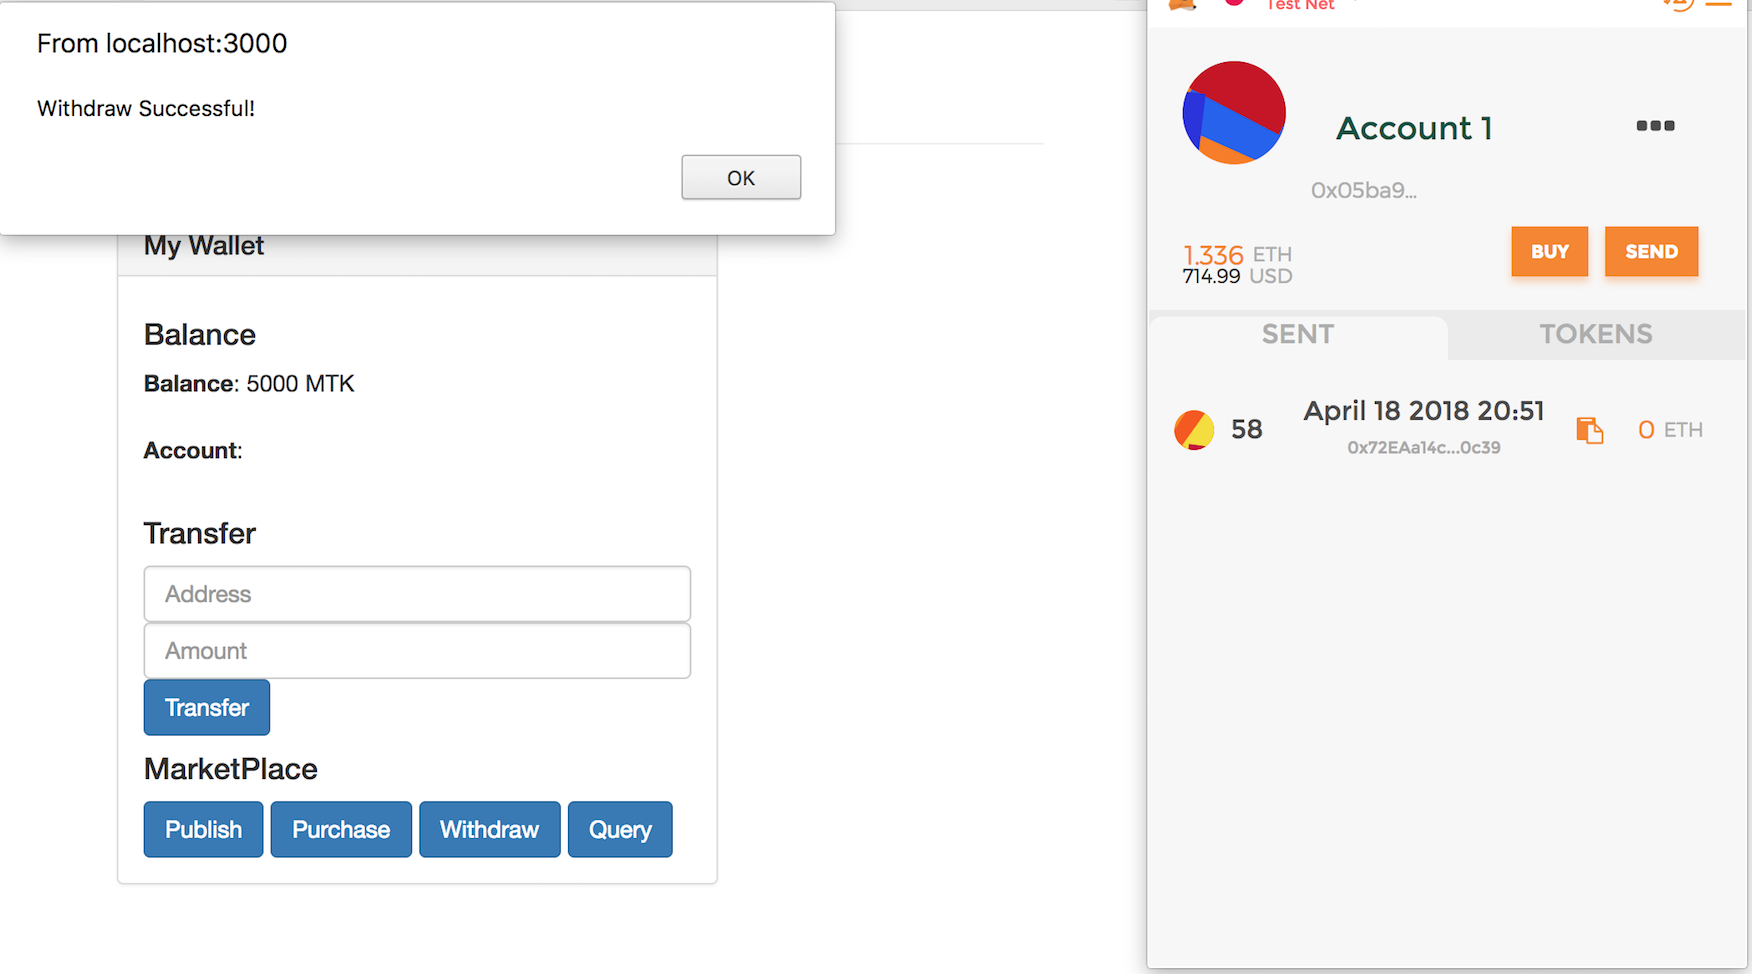 From localhost:3000
Withdraw Successful!
OK
My Wallet
Balance
Balance: 5000 MTK
Account:
Transfer
Address
Amount
Transfer
MarketPlace
Publish Purchase Withdraw Query
Test Net
Account 1
0x05ba9...
1.336 ETH
714.99 USD
BUY SEND
SENT TOKENS
58
April 18 2018 20:51
0x72EAa14c...0c39
0 ETH